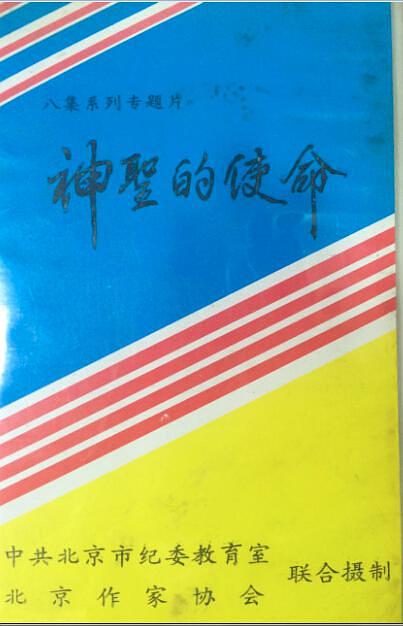 八集系列专题片
神聖的使命
中共北京市纪委教育室
北京作家协会
联合摄制